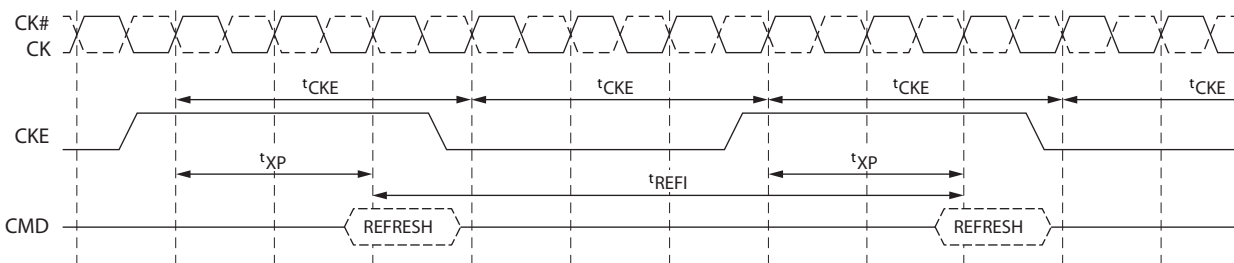 CK#
CK
tCKE tCKE tCKE tCKE
CKE
tXP tXP
tREFI
CMD REFRESH REFRESH